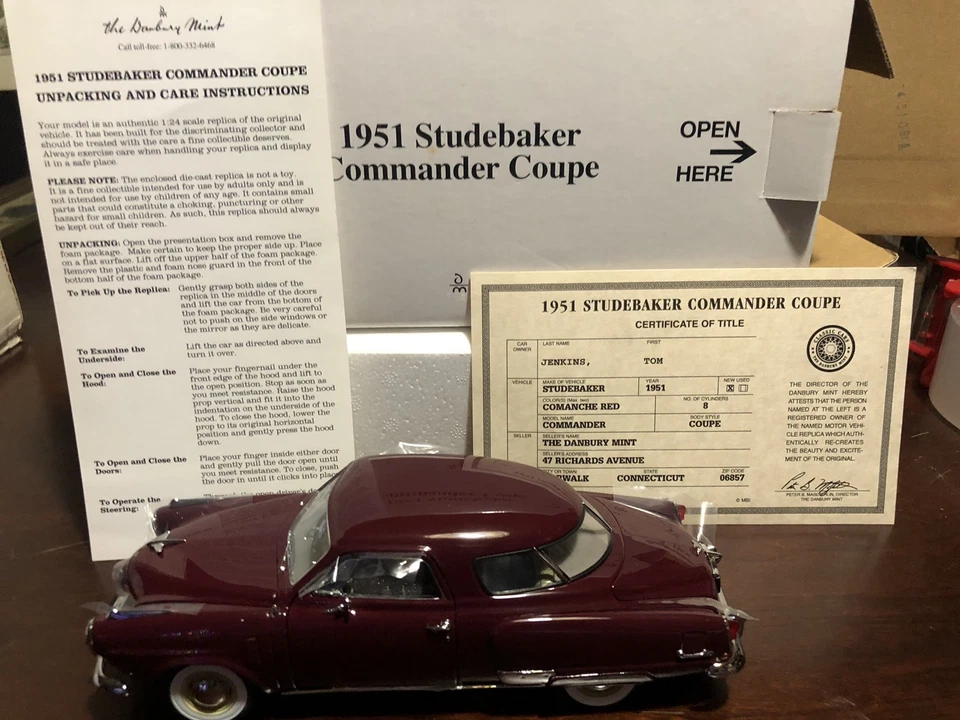 the Danbury Mint
Call toll-free: 1-800-332-6468
1951 STUDEBAKER COMMANDER COUPE
UNPACKING AND CARE INSTRUCTIONS
Your model is an authentic 1:24 scale replica of the original
vehicle. It has been built for the discriminating collector and
should be treated with the care a fine collectible deserves.
Always exercise care when handling your replica and display
it in a safe place.
PLEASE NOTE: The enclosed die-cast replica is not a toy.
It is a fine collectible intended for use by adults only and is
not intended for use by children of any age. It contains small
parts that could constitute a choking, puncturing or other
hazard for small children. As such, this replica should always
be kept out of their reach.
UNPACKING: Open the presentation box and remove the
foam package. Make certain to keep the proper side up. Place
on a flat surface. Lift off the upper half of the foam package.
Remove the plastic and foam nose guard in the front of the
bottom half of the foam package.
To Pick Up the Replica: Gently grasp both sides of the
replica in the middle of the doors
and lift the car from the bottom of
the foam package. Be very careful
not to push on the side windows or
the mirror as they are delicate.
To Examine the Underside: Lift the car as directed above and
turn it over.
To Open and Close the Hood: Place your fingernail under the
front edge of the hood and lift to
the open position. Stop as soon as
you meet resistance. Raise the hood
prop vertical and fit it into the
indentation on the underside of the
hood. To close the hood, lower the
prop to its original horizontal
position and gently press the hood
down.
To Open and Close the Doors: Place your finger inside either door
and gently pull the door open until
you meet resistance. To close, push
the door in until it clicks into place.
To Operate the Steering: Through the open driver's
1951 Studebaker
Commander Coupe
OPEN
HERE
1951 STUDEBAKER COMMANDER COUPE
CERTIFICATE OF TITLE
CAR OWNER LAST NAME FIRST
JENKINS, TOM
VEHICLE MAKE OF VEHICLE YEAR NEW USED
STUDEBAKER 1951 X
COLOR(S) (Max. two) NO. OF CYLINDERS
COMANCHE RED 8
MODEL NAME BODY STYLE
COMMANDER COUPE
SELLER SELLER'S NAME
THE DANBURY MINT
SELLER'S ADDRESS
47 RICHARDS AVENUE
CITY OR TOWN STATE ZIP CODE
WALK CONNECTICUT 06857
CLASSIC CARS
THE DANBURY MINT
THE DIRECTOR OF THE
DANBURY MINT HEREBY
ATTESTS THAT THE PERSON
NAMED AT THE LEFT IS A
REGISTERED OWNER OF
THE NAMED MOTOR VEHI-
CLE REPLICA WHICH AUTH-
ENTICALLY RE-CREATES
THE BEAUTY AND EXCITE-
MENT OF THE ORIGINAL.
DIRECTOR
THE DANBURY MINT
© MBI